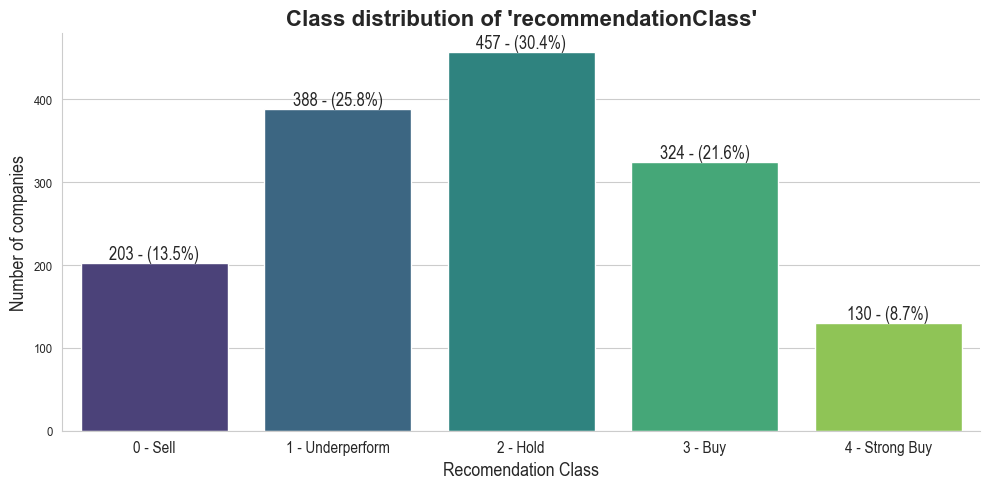 Class distribution of 'recommendationClass'
457 - (30.4%)
388 - (25.8%)
324 - (21.6%)
203 - (13.5%)
130 - (8.7%)
Number of companies
400
300
200
100
0
0 - Sell
1 - Underperform
2 - Hold
3 - Buy
4 - Strong Buy
Recomendation Class